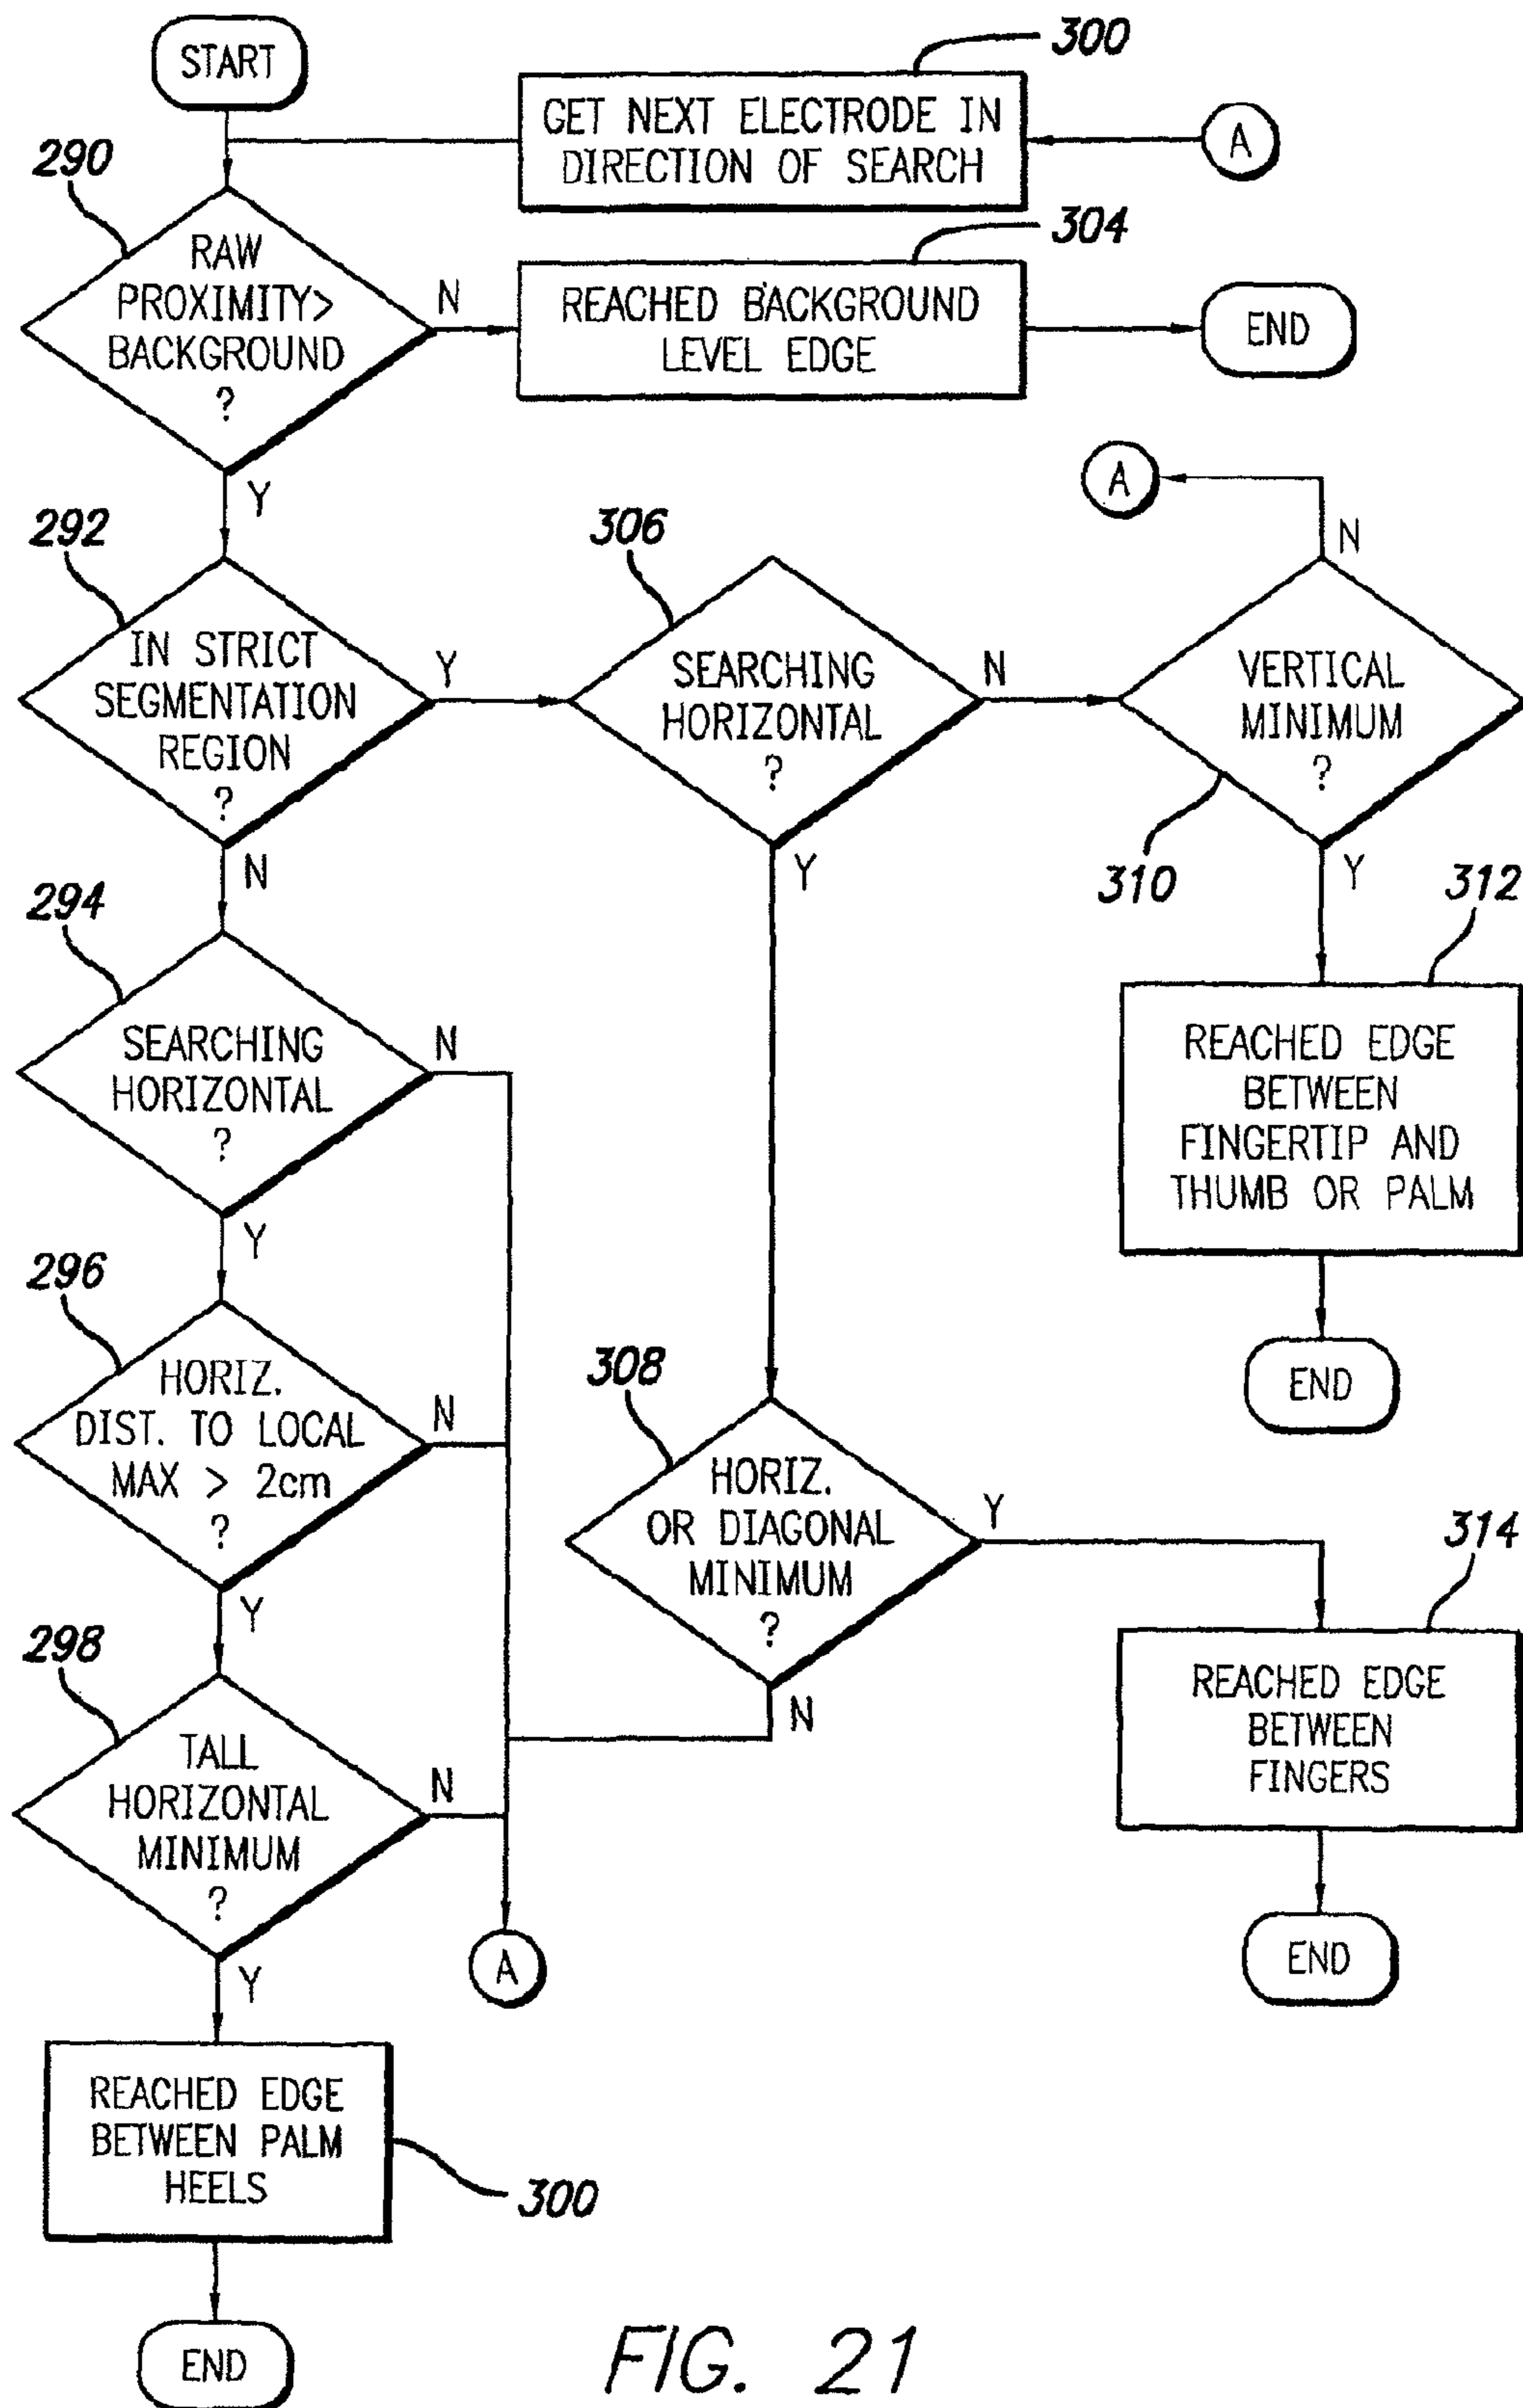 START
300
GET NEXT ELECTRODE IN
DIRECTION OF SEARCH
A
290
RAW
PROXIMITY>
BACKGROUND
?
N
304
REACHED BACKGROUND
LEVEL EDGE
END
Y
292
IN STRICT
SEGMENTATION
REGION
?
Y
306
SEARCHING
HORIZONTAL
?
N
A
N
VERTICAL
MINIMUM
?
310
Y
312
REACHED EDGE
BETWEEN
FINGERTIP AND
THUMB OR PALM
END
N
294
SEARCHING
HORIZONTAL
?
N
Y
Y
296
HORIZ.
DIST. TO LOCAL
MAX > 2cm
?
N
308
HORIZ.
OR DIAGONAL
MINIMUM
?
Y
314
REACHED EDGE
BETWEEN
FINGERS
END
N
Y
298
TALL
HORIZONTAL
MINIMUM
?
N
A
Y
REACHED EDGE
BETWEEN PALM
HEELS
300
END
FIG. 21